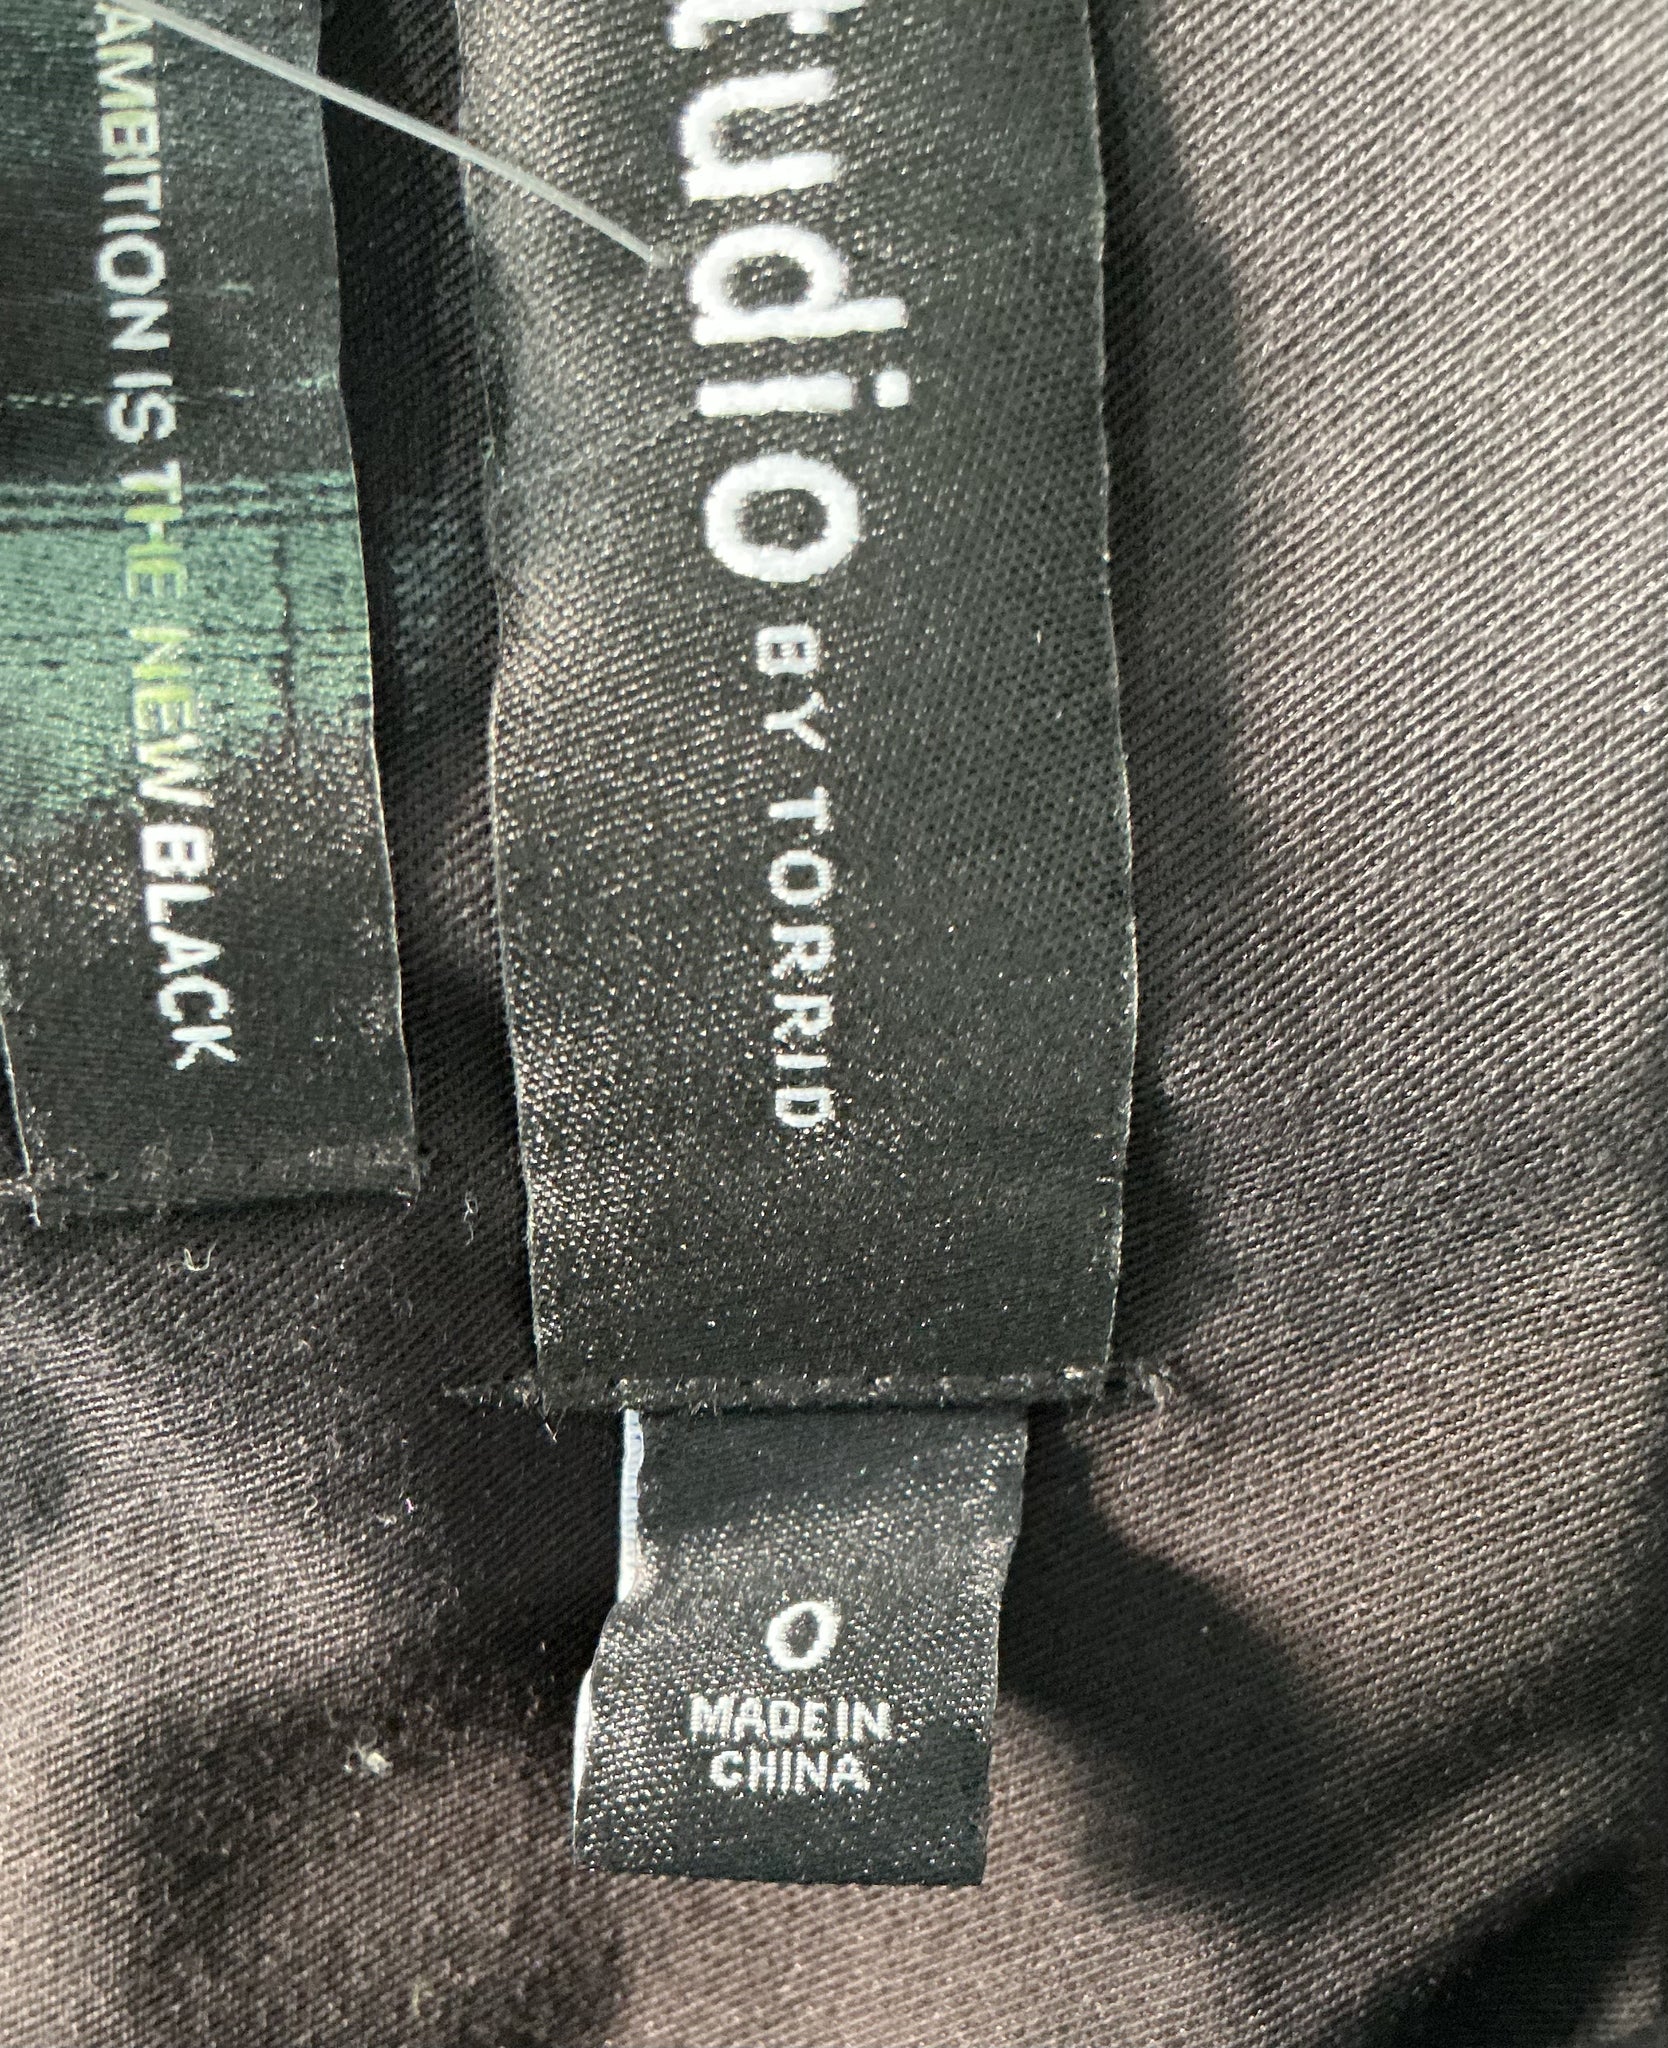 AMBITION IS THE NEW BLACK
tudio BY TORRID
0
MADE IN
CHINA